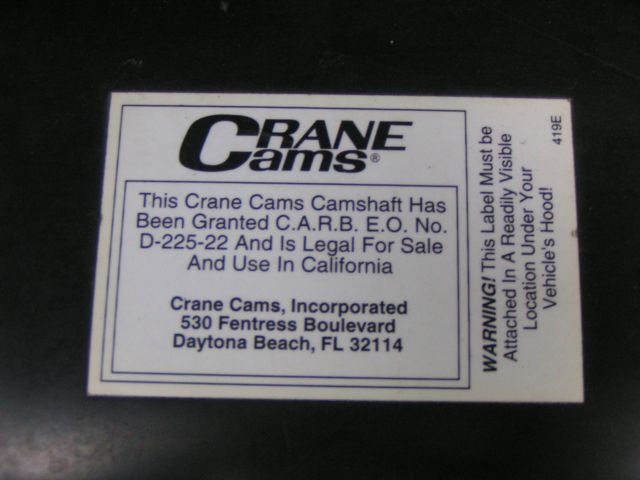 CRANE
Cams®
This Crane Cams Camshaft Has
Been Granted C.A.R.B. E.O. No.
D-225-22 And Is Legal For Sale
And Use In California
Crane Cams, Incorporated
530 Fentress Boulevard
Daytona Beach, FL 32114
WARNING! This Label Must be
Attached In A Readily Visible
Location Under Your
Vehicle's Hood!
419E